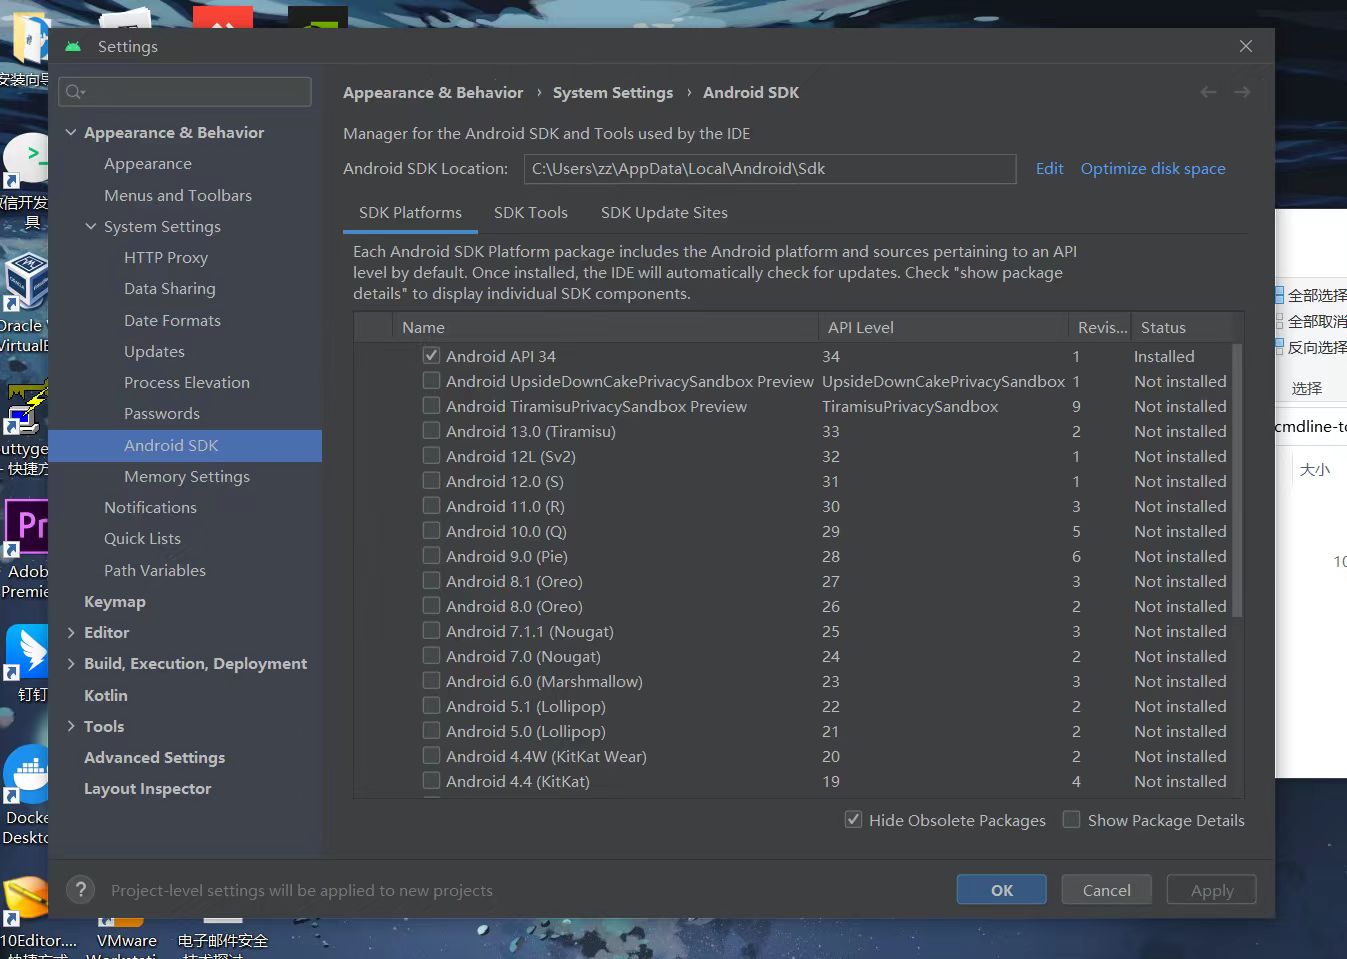 Settings
Appearance & Behavior
Appearance
Menus and Toolbars
System Settings
HTTP Proxy
Data Sharing
Date Formats
Updates
Process Elevation
Passwords
Android SDK
Memory Settings
Notifications
Quick Lists
Path Variables
Keymap
Editor
Build, Execution, Deployment
Kotlin
Tools
Advanced Settings
Layout Inspector
Appearance & Behavior › System Settings › Android SDK
Manager for the Android SDK and Tools used by the IDE
Android SDK Location: C:\Users\zz\AppData\Local\Android\Sdk Edit Optimize disk space
SDK Platforms SDK Tools SDK Update Sites
Each Android SDK Platform package includes the Android platform and sources pertaining to an API
level by default. Once installed, the IDE will automatically check for updates. Check "show package
details" to display individual SDK components.
Name API Level Revis... Status
Android API 34 34 1 Installed
Android UpsideDownCakePrivacySandbox Preview UpsideDownCakePrivacySandbox 1 Not installed
Android TiramisuPrivacySandbox Preview TiramisuPrivacySandbox 9 Not installed
Android 13.0 (Tiramisu) 33 2 Not installed
Android 12L (Sv2) 32 1 Not installed
Android 12.0 (S) 31 1 Not installed
Android 11.0 (R) 30 3 Not installed
Android 10.0 (Q) 29 5 Not installed
Android 9.0 (Pie) 28 6 Not installed
Android 8.1 (Oreo) 27 3 Not installed
Android 8.0 (Oreo) 26 2 Not installed
Android 7.1.1 (Nougat) 25 3 Not installed
Android 7.0 (Nougat) 24 2 Not installed
Android 6.0 (Marshmallow) 23 3 Not installed
Android 5.1 (Lollipop) 22 2 Not installed
Android 5.0 (Lollipop) 21 2 Not installed
Android 4.4W (KitKat Wear) 20 2 Not installed
Android 4.4 (KitKat) 19 4 Not installed
Hide Obsolete Packages Show Package Details
? Project-level settings will be applied to new projects
OK Cancel Apply
安装向导
信开发
具
Oracle
VirtualB
uttyge
- 快捷方
Pr
Adob
Premie
钉钉
Docke
Deskto
10Editor....
VMware
电子邮件安全
全部选择
全部取消
反向选择
选择
cmdline-to
大小
10